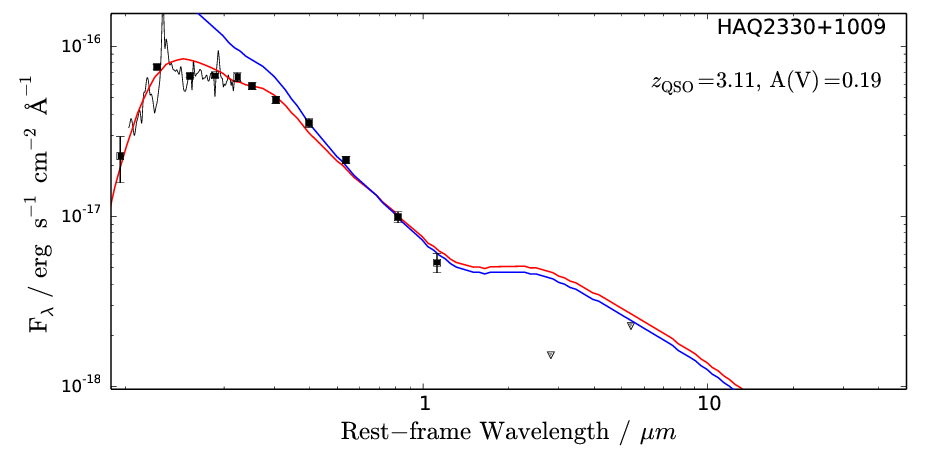 HAQ2330+1009
z_QSO=3.11, A(V)=0.19
10^-16
10^-17
10^-18
F_λ / erg s^−1 cm^−2 Å^−1
1
10
Rest−frame Wavelength / μm